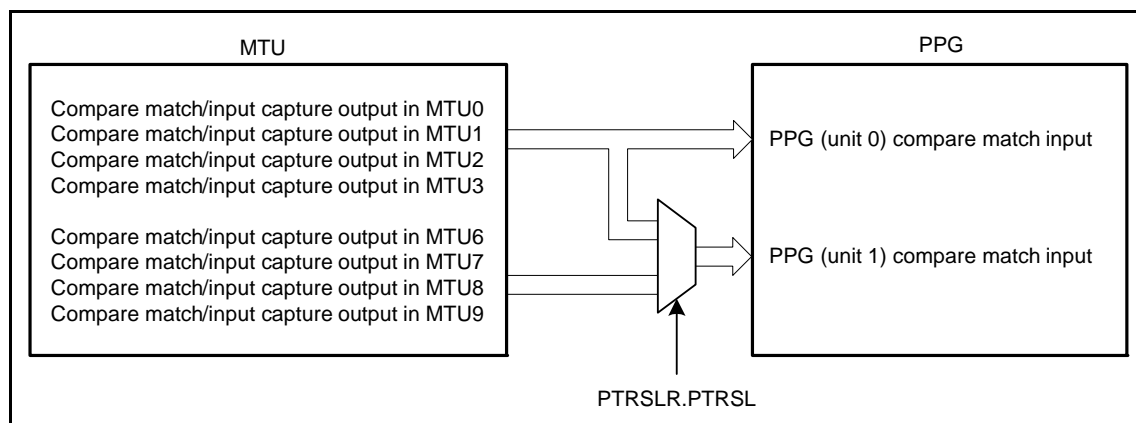 MTU
PPG
Compare match/input capture output in MTU0
Compare match/input capture output in MTU1
Compare match/input capture output in MTU2
Compare match/input capture output in MTU3
Compare match/input capture output in MTU6
Compare match/input capture output in MTU7
Compare match/input capture output in MTU8
Compare match/input capture output in MTU9
PPG (unit 0) compare match input
PPG (unit 1) compare match input
PTRSLR.PTRSL